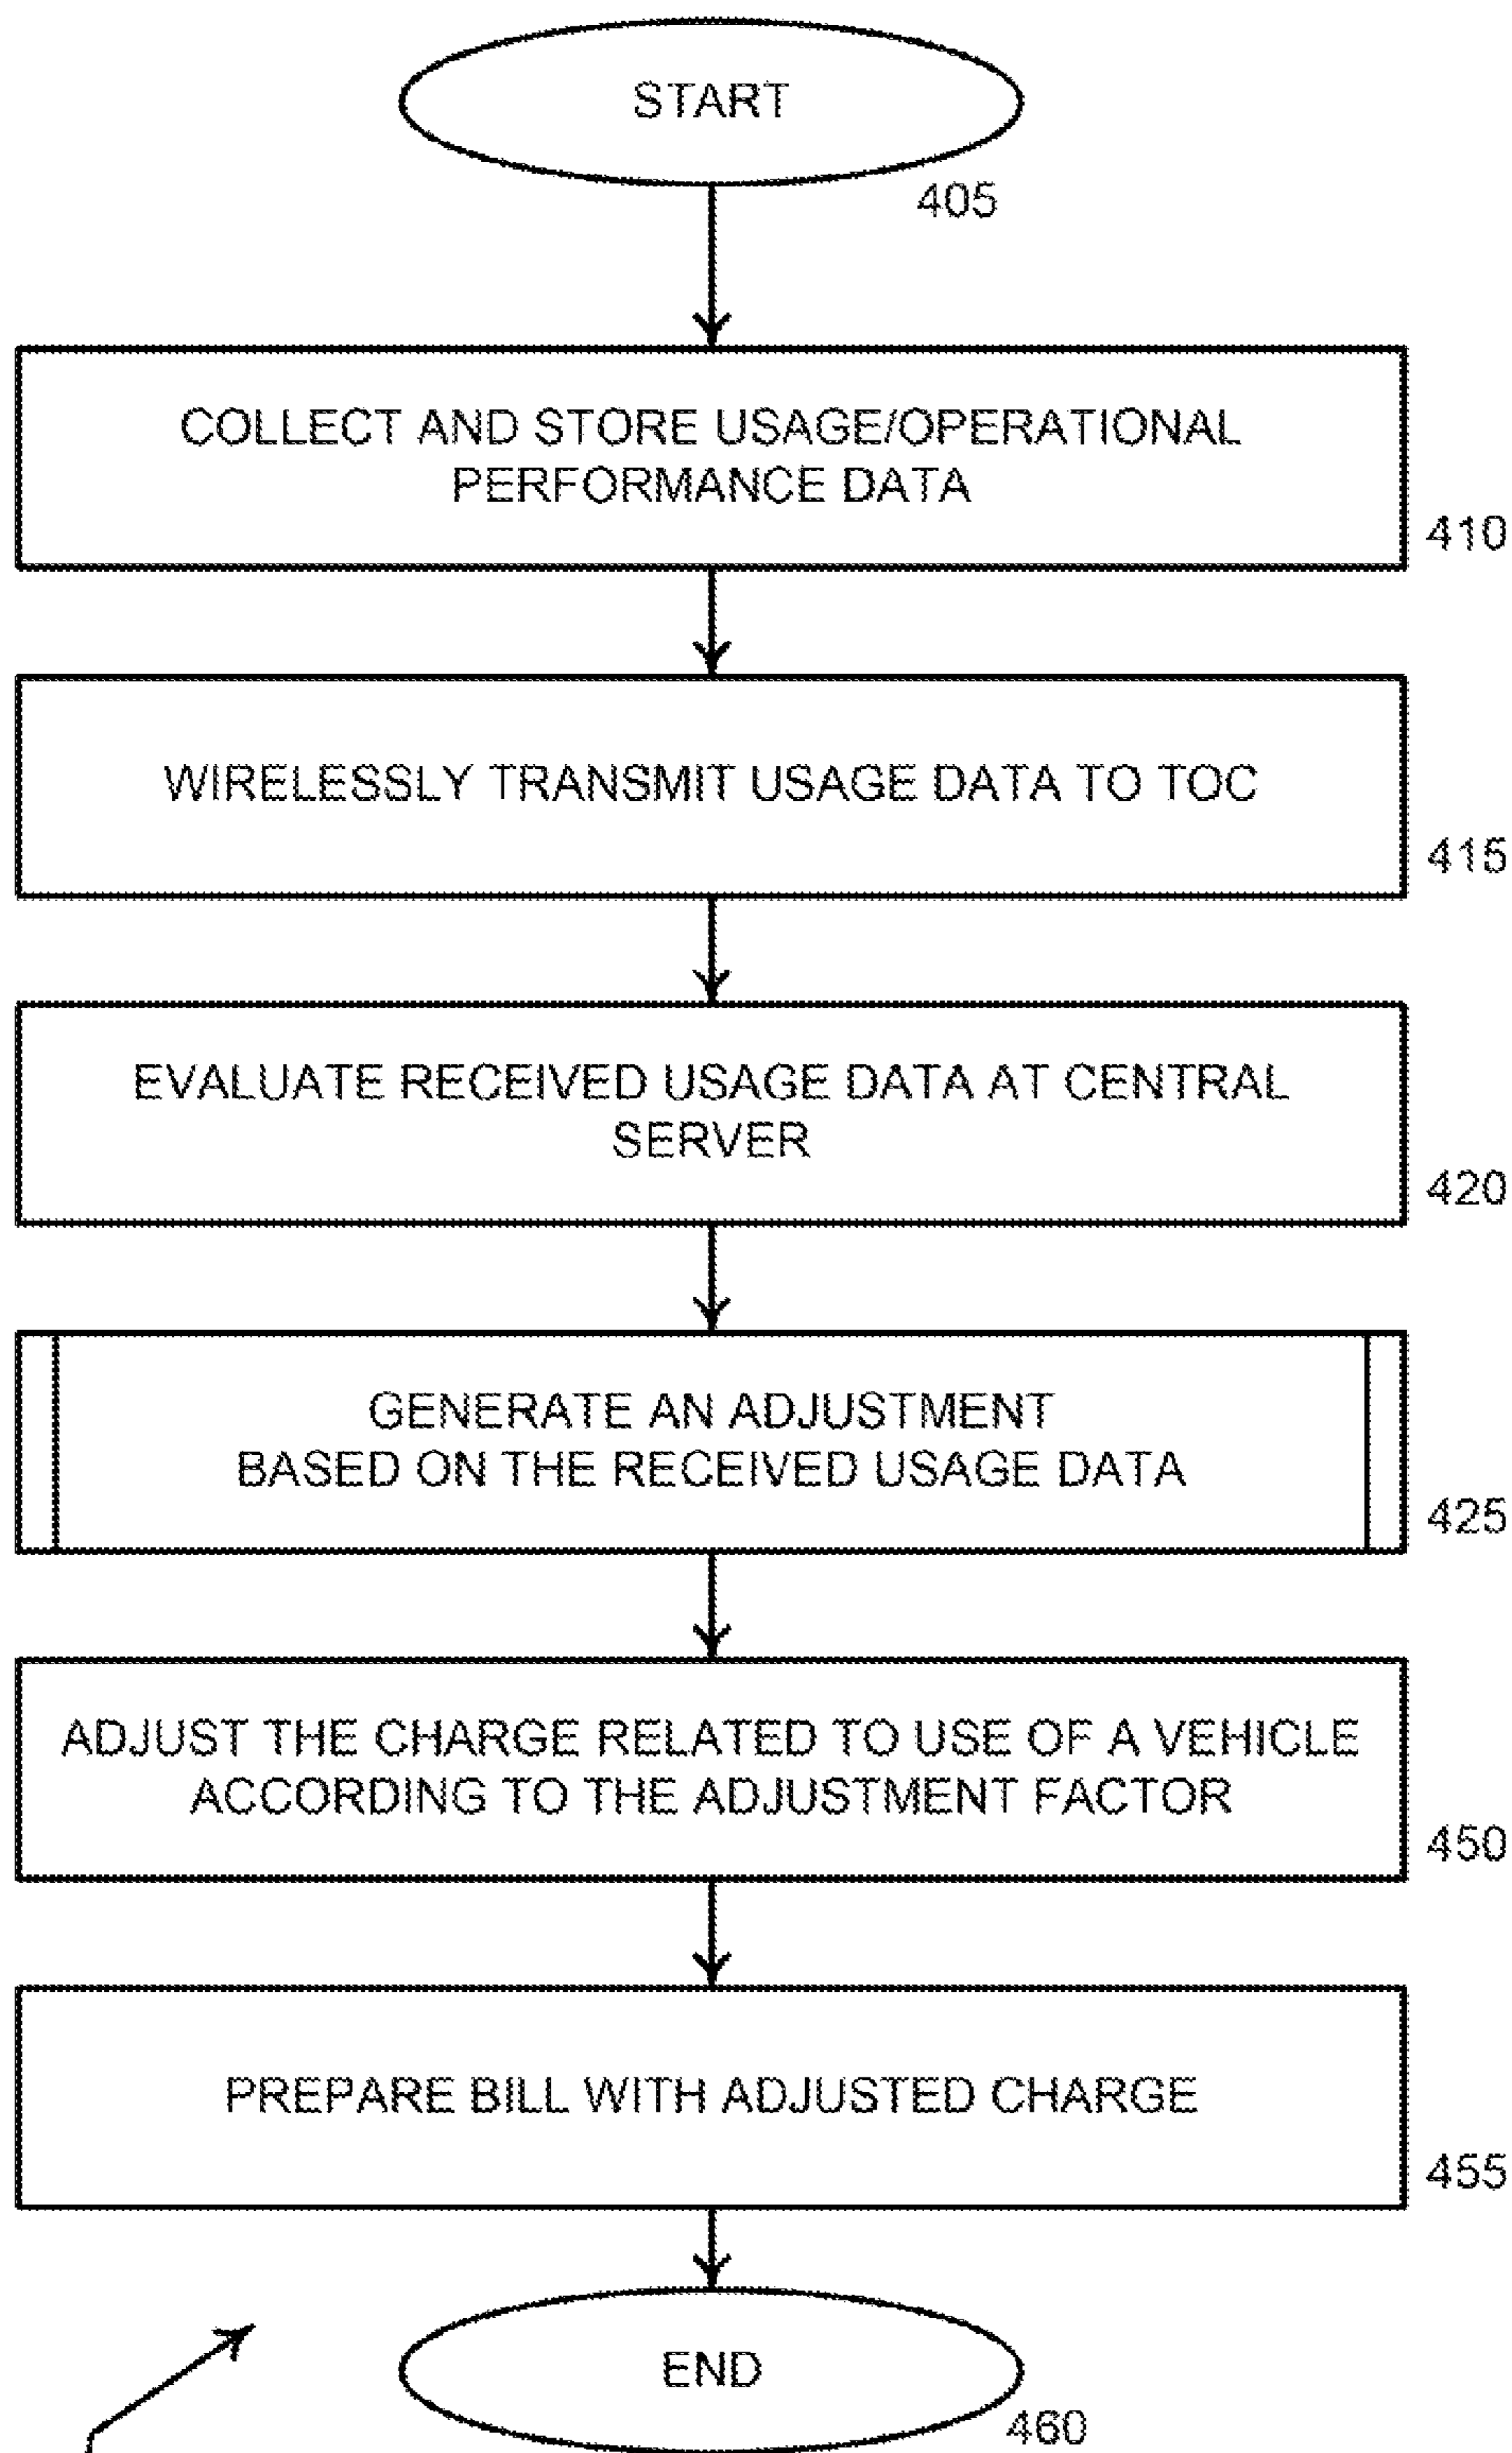 START
405
COLLECT AND STORE USAGE/OPERATIONAL
PERFORMANCE DATA
410
WIRELESSLY TRANSMIT USAGE DATA TO TOC
415
EVALUATE RECEIVED USAGE DATA AT CENTRAL
SERVER
420
GENERATE AN ADJUSTMENT
BASED ON THE RECEIVED USAGE DATA
425
ADJUST THE CHARGE RELATED TO USE OF A VEHICLE
ACCORDING TO THE ADJUSTMENT FACTOR
450
PREPARE BILL WITH ADJUSTED CHARGE
455
END
460